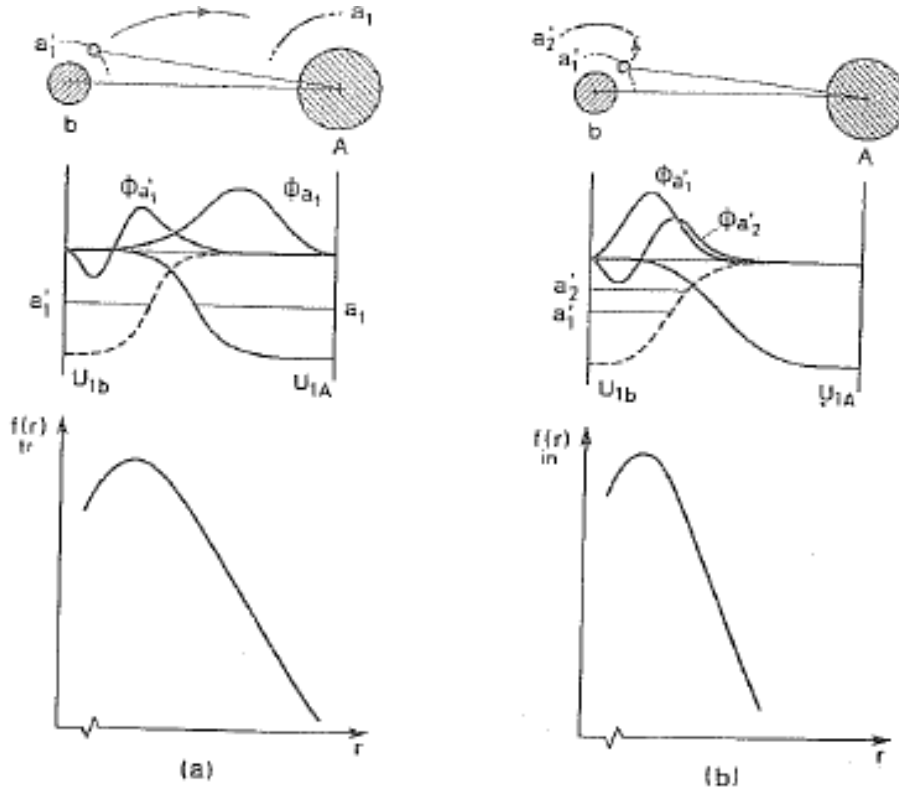 a₁' a₁
b
A
Φa₁' Φa₁
a₁' a₁
U₁b U₁A
f(r)
tr
r
(a)
a₂'
a₁'
b
A
Φa₁'
Φa₂'
a₂'
a₁'
U₁b U₁A
f(r)
in
r
(b)